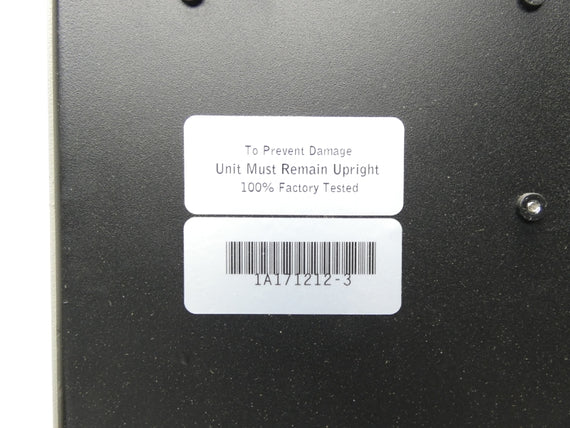 To Prevent Damage
Unit Must Remain Upright
100% Factory Tested
1A171212-3